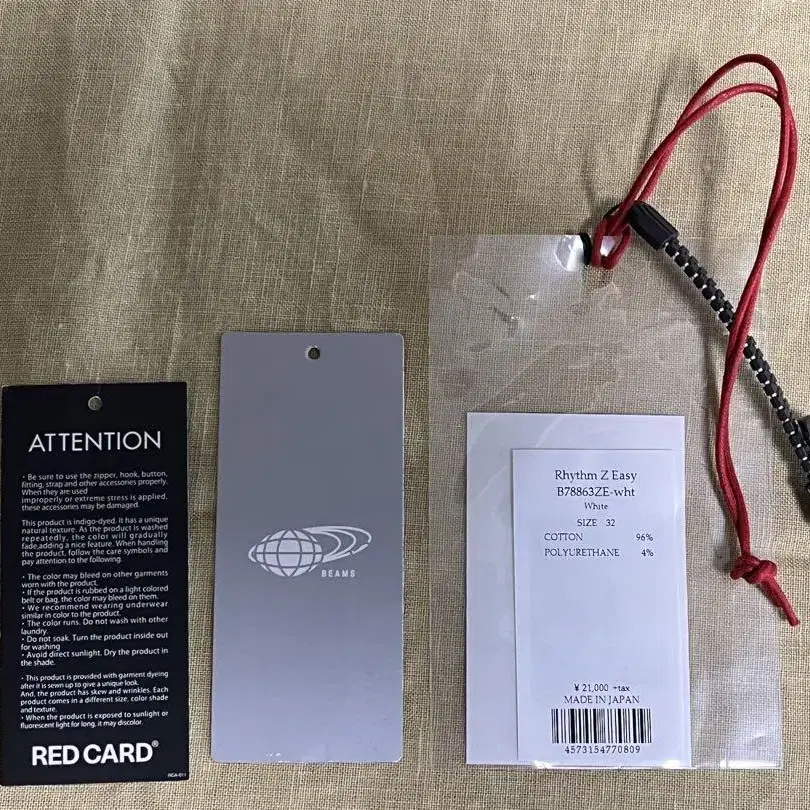 ATTENTION
· Be sure to use the zipper, hook, button,
fitting, strap and other accessories properly.
When they are used
improperly or extreme stress is applied,
these accessories may be damaged.
This product is indigo-dyed. It has a unique
natural texture. As the product is washed
repeatedly, the color will gradually
fade,adding a nice feature. When handling
the product, follow the care symbols and
pay attention to the following.
· The color may bleed on other garments
worn with the product.
· If the product is rubbed on a light colored
belt or bag, the color may bleed on them.
· We recommend wearing underwear
similar in color to the product.
· The color runs. Do not wash with other
laundry.
· Do not soak. Turn the product inside out
for washing
· Avoid direct sunlight. Dry the product in
the shade.
· This product is provided with garment dyeing
after it is sewn up to give a unique look.
And, the product has skew and wrinkles. Each
product comes in a different size, color shade
and texture.
· When the product is exposed to sunlight or
fluorescent light for long, it may discolor.
RED CARD®
RCA-011
BEAMS
Rhythm Z Easy
B78863ZE-wht
White
SIZE 32
COTTON 96%
POLYURETHANE 4%
¥ 21,000 +tax
MADE IN JAPAN
4573154770809